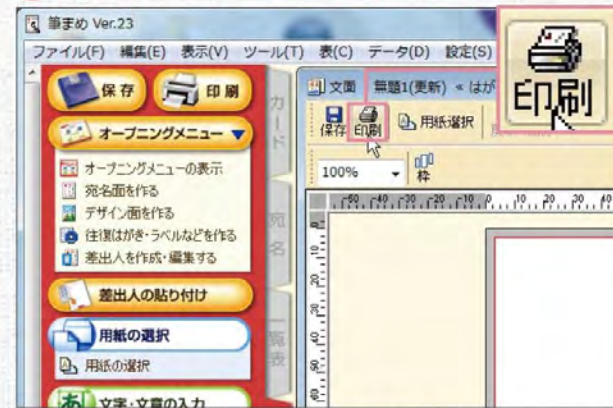 筆まめ Ver.23
ファイル(F) 編集(E) 表示(V) ツール(T) 表(C) データ(D) 設定(S)
保存 印刷
オープニングメニュー
オープニングメニューの表示
宛名面を作る
デザイン面を作る
往復はがき・ラベルなどを作る
差出人を作成・編集する
差出人の貼り付け
用紙の選択
用紙の選択
文字・文章の入力
カード
宛名
一覧表
文面 無題1(更新) « はが
保存 印刷 用紙選択
100% 枠
印刷